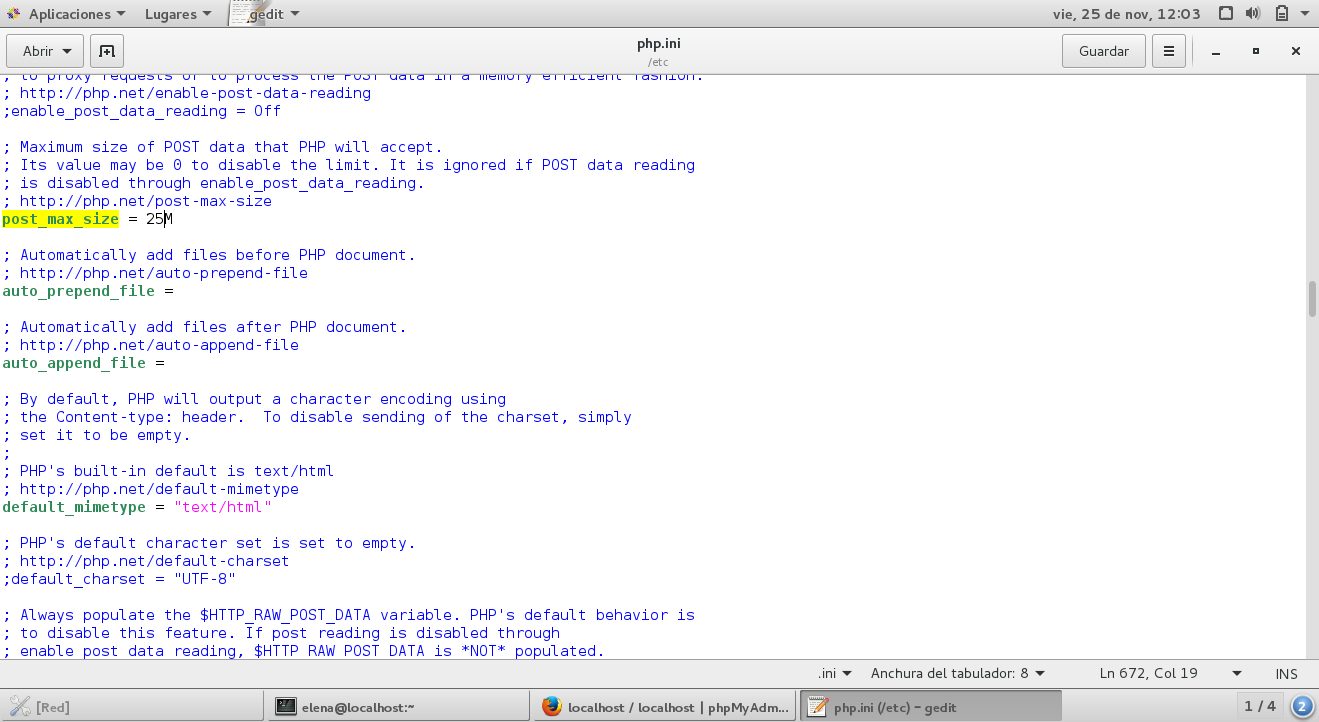 Aplicaciones Lugares gedit vie, 25 de nov, 12:03
Abrir php.ini Guardar
/etc
; to proxy requests or to process the POST data in a memory efficient fashion.
; http://php.net/enable-post-data-reading
;enable_post_data_reading = Off
; Maximum size of POST data that PHP will accept.
; Its value may be 0 to disable the limit. It is ignored if POST data reading
; is disabled through enable_post_data_reading.
; http://php.net/post-max-size
post_max_size = 25M
; Automatically add files before PHP document.
; http://php.net/auto-prepend-file
auto_prepend_file =
; Automatically add files after PHP document.
; http://php.net/auto-append-file
auto_append_file =
; By default, PHP will output a character encoding using
; the Content-type: header.  To disable sending of the charset, simply
; set it to be empty.
;
; PHP's built-in default is text/html
; http://php.net/default-mimetype
default_mimetype = "text/html"
; PHP's default character set is set to empty.
; http://php.net/default-charset
;default_charset = "UTF-8"
; Always populate the $HTTP_RAW_POST_DATA variable. PHP's default behavior is
; to disable this feature. If post reading is disabled through
; enable_post_data_reading, $HTTP_RAW_POST_DATA is *NOT* populated.
.ini Anchura del tabulador: 8 Ln 672, Col 19 INS
[Red] elena@localhost:~ localhost / localhost | phpMyAdm... php.ini (/etc) - gedit 1 / 4 2